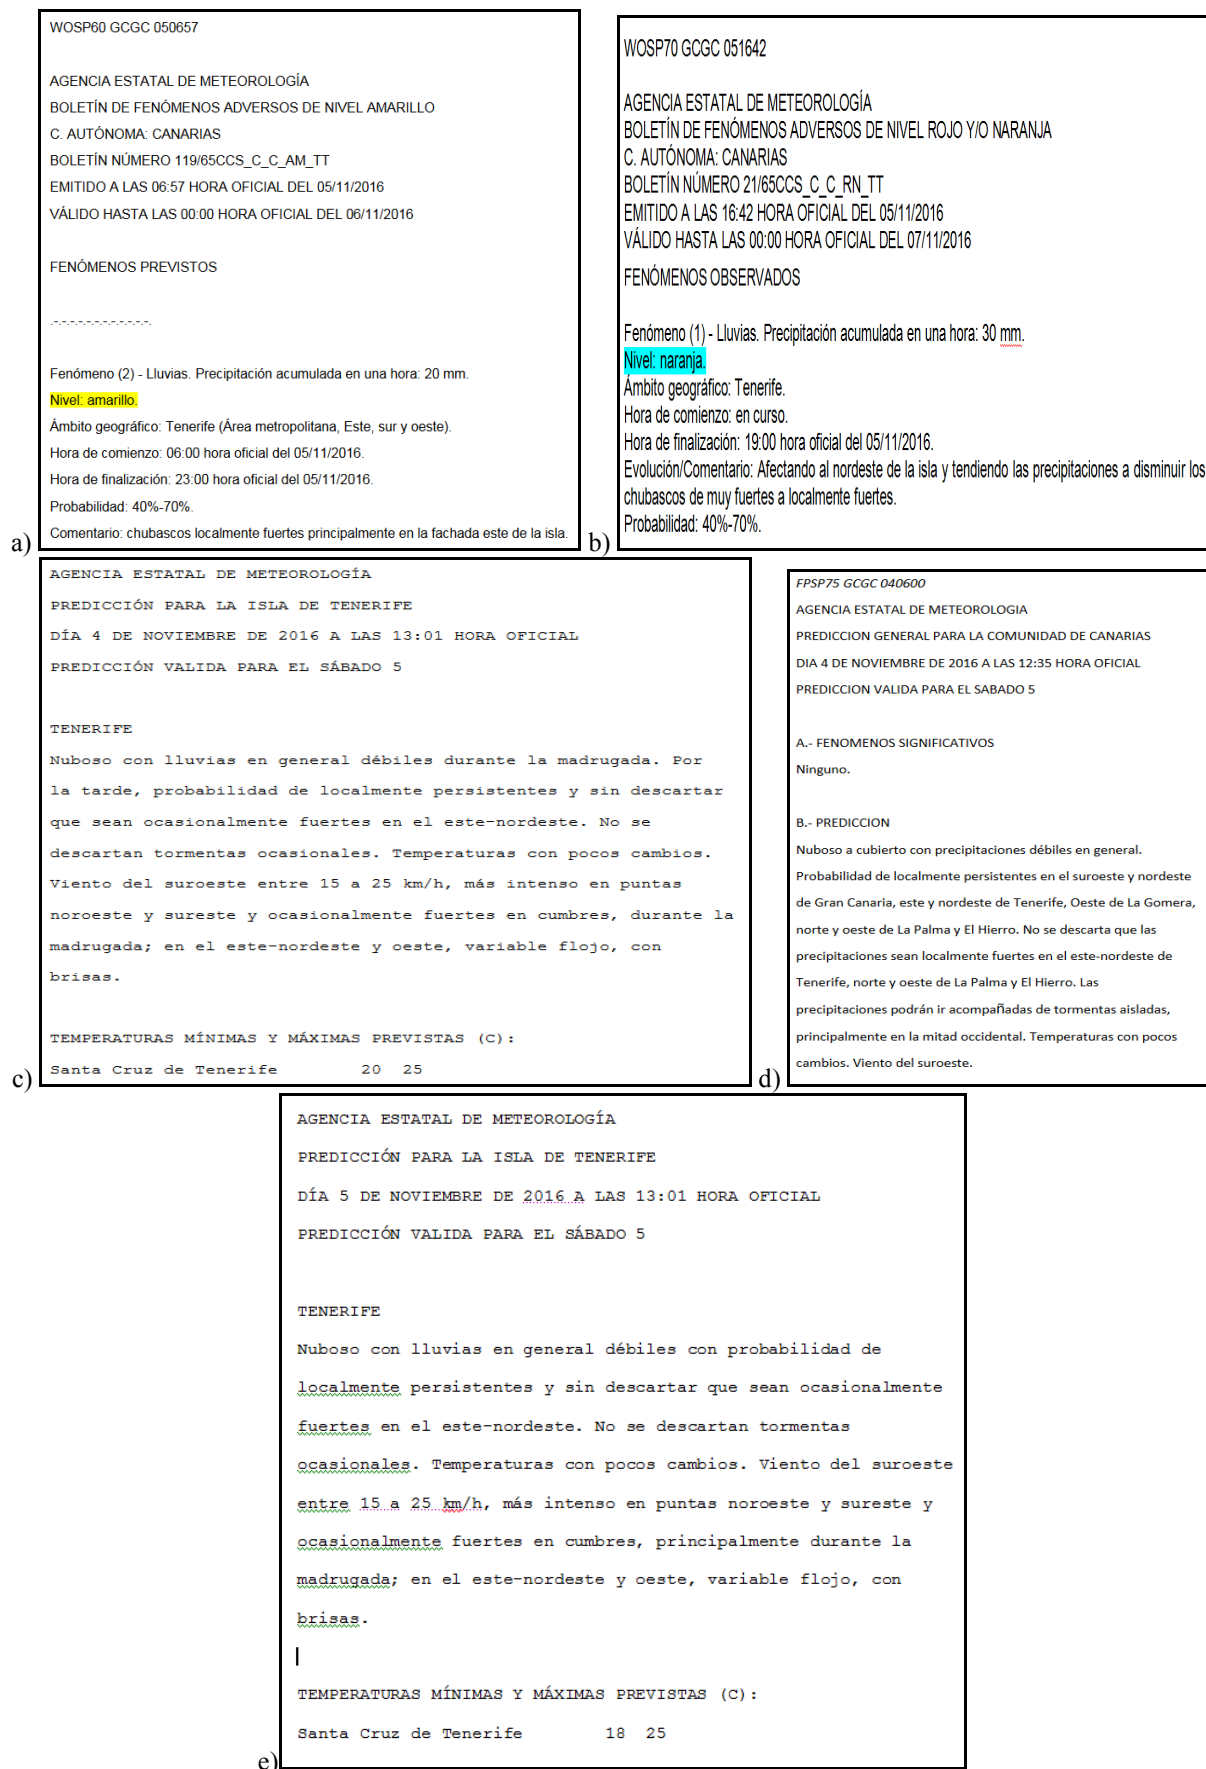 WOSP60 GCGC 050657
AGENCIA ESTATAL DE METEOROLOGÍA
BOLETÍN DE FENÓMENOS ADVERSOS DE NIVEL AMARILLO
C. AUTÓNOMA: CANARIAS
BOLETÍN NÚMERO 119/65CCS_C_C_AM_TT
EMITIDO A LAS 06:57 HORA OFICIAL DEL 05/11/2016
VÁLIDO HASTA LAS 00:00 HORA OFICIAL DEL 06/11/2016
FENÓMENOS PREVISTOS
.-.-.-.-.-.-.-.-.-.-.-.
Fenómeno (2) - Lluvias. Precipitación acumulada en una hora: 20 mm.
Nivel: amarillo.
Ámbito geográfico: Tenerife (Área metropolitana, Este, sur y oeste).
Hora de comienzo: 06:00 hora oficial del 05/11/2016.
Hora de finalización: 23:00 hora oficial del 05/11/2016.
Probabilidad: 40%-70%.
Comentario: chubascos localmente fuertes principalmente en la fachada este de la isla.
a)
WOSP70 GCGC 051642
AGENCIA ESTATAL DE METEOROLOGÍA
BOLETÍN DE FENÓMENOS ADVERSOS DE NIVEL ROJO Y/O NARANJA
C. AUTÓNOMA: CANARIAS
BOLETÍN NÚMERO 21/65CCS_C_C_RN_TT
EMITIDO A LAS 16:42 HORA OFICIAL DEL 05/11/2016
VÁLIDO HASTA LAS 00:00 HORA OFICIAL DEL 07/11/2016
FENÓMENOS OBSERVADOS
Fenómeno (1) - Lluvias. Precipitación acumulada en una hora: 30 mm.
Nivel: naranja.
Ámbito geográfico: Tenerife.
Hora de comienzo: en curso.
Hora de finalización: 19:00 hora oficial del 05/11/2016.
Evolución/Comentario: Afectando al nordeste de la isla y tendiendo las precipitaciones a disminuir los
chubascos de muy fuertes a localmente fuertes.
Probabilidad: 40%-70%.
b)
AGENCIA ESTATAL DE METEOROLOGÍA
PREDICCIÓN PARA LA ISLA DE TENERIFE
DÍA 4 DE NOVIEMBRE DE 2016 A LAS 13:01 HORA OFICIAL
PREDICCIÓN VALIDA PARA EL SÁBADO 5
TENERIFE
Nuboso con lluvias en general débiles durante la madrugada. Por
la tarde, probabilidad de localmente persistentes y sin descartar
que sean ocasionalmente fuertes en el este-nordeste. No se
descartan tormentas ocasionales. Temperaturas con pocos cambios.
Viento del suroeste entre 15 a 25 km/h, más intenso en puntas
noroeste y sureste y ocasionalmente fuertes en cumbres, durante la
madrugada; en el este-nordeste y oeste, variable flojo, con
brisas.
TEMPERATURAS MÍNIMAS Y MÁXIMAS PREVISTAS (C):
Santa Cruz de Tenerife 20 25
c)
FPSP75 GCGC 040600
AGENCIA ESTATAL DE METEOROLOGIA
PREDICCION GENERAL PARA LA COMUNIDAD DE CANARIAS
DIA 4 DE NOVIEMBRE DE 2016 A LAS 12:35 HORA OFICIAL
PREDICCION VALIDA PARA EL SABADO 5
A.- FENOMENOS SIGNIFICATIVOS
Ninguno.
B.- PREDICCION
Nuboso a cubierto con precipitaciones débiles en general.
Probabilidad de localmente persistentes en el suroeste y nordeste
de Gran Canaria, este y nordeste de Tenerife, Oeste de La Gomera,
norte y oeste de La Palma y El Hierro. No se descarta que las
precipitaciones sean localmente fuertes en el este-nordeste de
Tenerife, norte y oeste de La Palma y El Hierro. Las
precipitaciones podrán ir acompañadas de tormentas aisladas,
principalmente en la mitad occidental. Temperaturas con pocos
cambios. Viento del suroeste.
d)
AGENCIA ESTATAL DE METEOROLOGÍA
PREDICCIÓN PARA LA ISLA DE TENERIFE
DÍA 5 DE NOVIEMBRE DE 2016 A LAS 13:01 HORA OFICIAL
PREDICCIÓN VALIDA PARA EL SÁBADO 5
TENERIFE
Nuboso con lluvias en general débiles con probabilidad de
localmente persistentes y sin descartar que sean ocasionalmente
fuertes en el este-nordeste. No se descartan tormentas
ocasionales. Temperaturas con pocos cambios. Viento del suroeste
entre 15 a 25 km/h, más intenso en puntas noroeste y sureste y
ocasionalmente fuertes en cumbres, principalmente durante la
madrugada; en el este-nordeste y oeste, variable flojo, con
brisas.
TEMPERATURAS MÍNIMAS Y MÁXIMAS PREVISTAS (C):
Santa Cruz de Tenerife 18 25
e)